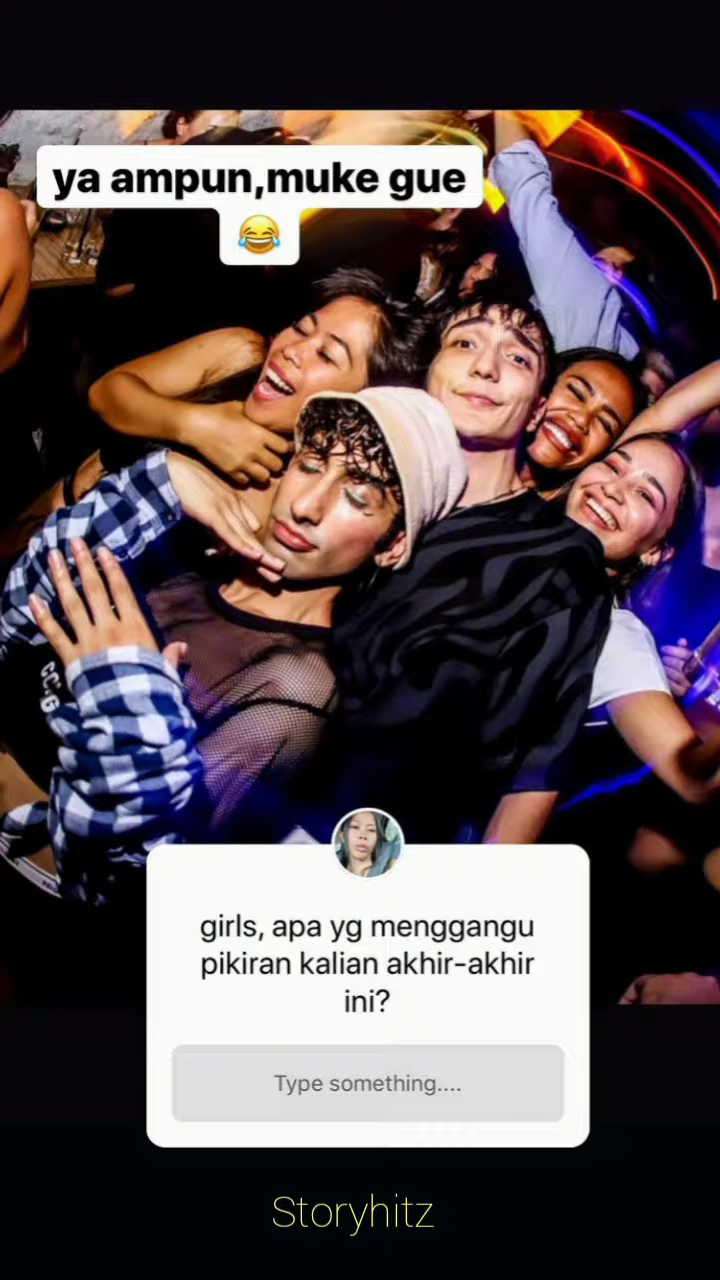 ya ampun,muke gue
😂
girls, apa yg menggangu
pikiran kalian akhir-akhir
ini?
Type something....
Storyhitz